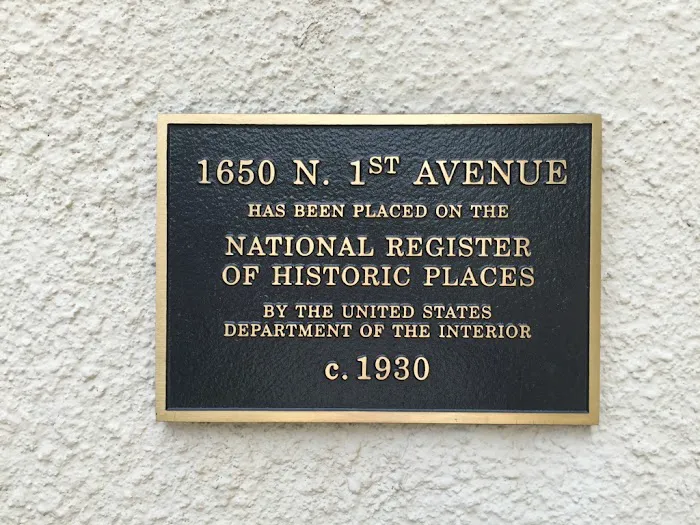 1650 N. 1ST AVENUE
HAS BEEN PLACED ON THE
NATIONAL REGISTER
OF HISTORIC PLACES
BY THE UNITED STATES
DEPARTMENT OF THE INTERIOR
c. 1930